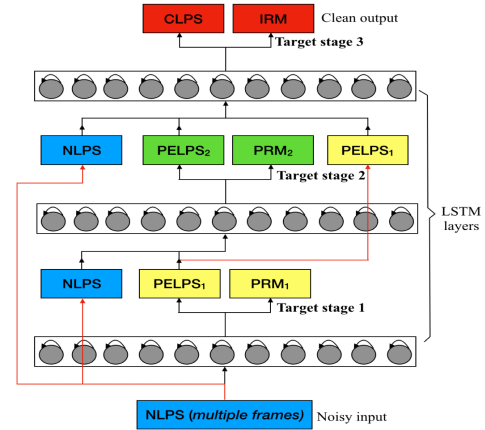 CLPS IRM Clean output
Target stage 3
NLPS PELPS₂ PRM₂ PELPS₁
Target stage 2
LSTM
layers
NLPS PELPS₁ PRM₁
Target stage 1
NLPS (multiple frames) Noisy input